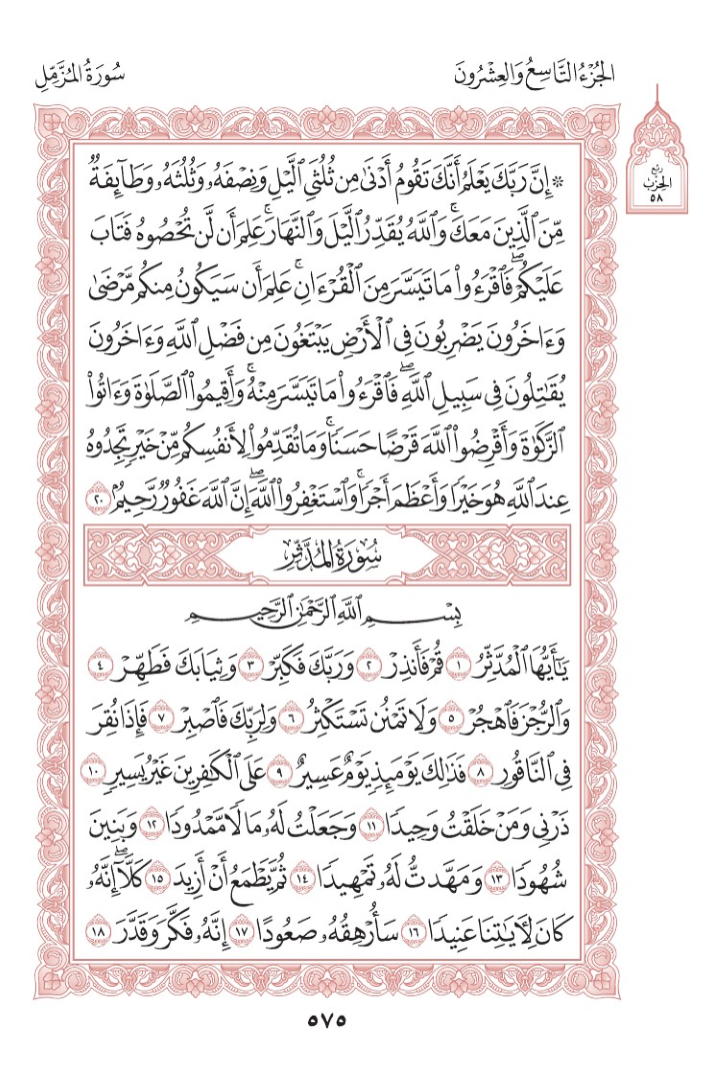 الجُزْءُ التَّاسِعُ وَالعِشْرُونَ
سُورَةُ المُزَّمِّل
ربع
الحزب
٥٨
۞ إِنَّ رَبَّكَ يَعْلَمُ أَنَّكَ تَقُومُ أَدْنَىٰ مِن ثُلُثَيِ ٱلَّيْلِ وَنِصْفَهُۥ وَثُلُثَهُۥ وَطَآئِفَةٌ
مِّنَ ٱلَّذِينَ مَعَكَۚ وَٱللَّهُ يُقَدِّرُ ٱلَّيْلَ وَٱلنَّهَارَۚ عَلِمَ أَن لَّن تُحْصُوهُ فَتَابَ
عَلَيْكُمْۖ فَٱقْرَءُوا۟ مَا تَيَسَّرَ مِنَ ٱلْقُرْءَانِۚ عَلِمَ أَن سَيَكُونُ مِنكُم مَّرْضَىٰ
وَءَاخَرُونَ يَضْرِبُونَ فِى ٱلْأَرْضِ يَبْتَغُونَ مِن فَضْلِ ٱللَّهِ وَءَاخَرُونَ
يُقَـٰتِلُونَ فِى سَبِيلِ ٱللَّهِۖ فَٱقْرَءُوا۟ مَا تَيَسَّرَ مِنْهُۚ وَأَقِيمُوا۟ ٱلصَّلَوٰةَ وَءَاتُوا۟
ٱلزَّكَوٰةَ وَأَقْرِضُوا۟ ٱللَّهَ قَرْضًا حَسَنًاۚ وَمَا تُقَدِّمُوا۟ لِأَنفُسِكُم مِّنْ خَيْرٍ تَجِدُوهُ
عِندَ ٱللَّهِ هُوَ خَيْرًا وَأَعْظَمَ أَجْرًاۚ وَٱسْتَغْفِرُوا۟ ٱللَّهَۖ إِنَّ ٱللَّهَ غَفُورٌ رَّحِيمٌۢ ٢٠
سُورَةُ المُدَّثِّرِ
بِسْمِ ٱللَّهِ ٱلرَّحْمَـٰنِ ٱلرَّحِيمِ
يَـٰٓأَيُّهَا ٱلْمُدَّثِّرُ ١ قُمْ فَأَنذِرْ ٢ وَرَبَّكَ فَكَبِّرْ ٣ وَثِيَابَكَ فَطَهِّرْ ٤
وَٱلرُّجْزَ فَٱهْجُرْ ٥ وَلَا تَمْنُن تَسْتَكْثِرُ ٦ وَلِرَبِّكَ فَٱصْبِرْ ٧ فَإِذَا نُقِرَ
فِى ٱلنَّاقُورِ ٨ فَذَٰلِكَ يَوْمَئِذٍ يَوْمٌ عَسِيرٌ ٩ عَلَى ٱلْكَـٰفِرِينَ غَيْرُ يَسِيرٍ ١٠
ذَرْنِى وَمَنْ خَلَقْتُ وَحِيدًا ١١ وَجَعَلْتُ لَهُۥ مَالًا مَّمْدُودًا ١٢ وَبَنِينَ
شُهُودًا ١٣ وَمَهَّدتُّ لَهُۥ تَمْهِيدًا ١٤ ثُمَّ يَطْمَعُ أَنْ أَزِيدَ ١٥ كَلَّآۖ إِنَّهُۥ
كَانَ لِـَٔايَـٰتِنَا عَنِيدًا ١٦ سَأُرْهِقُهُۥ صَعُودًا ١٧ إِنَّهُۥ فَكَّرَ وَقَدَّرَ ١٨
٥٧٥